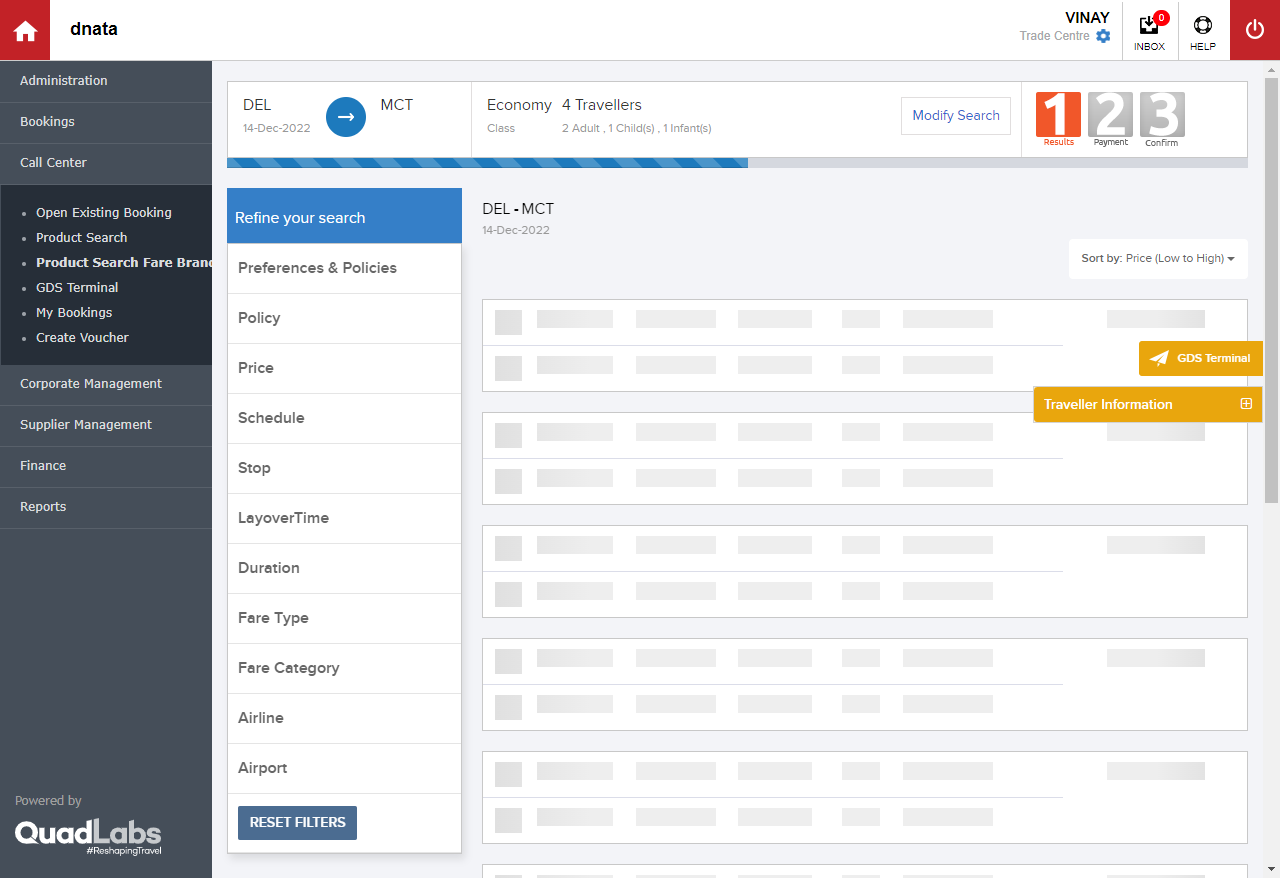 dnata
VINAY
Trade Centre
0
INBOX
HELP
Administration
Bookings
Call Center
Open Existing Booking
Product Search
Product Search Fare Brand
GDS Terminal
My Bookings
Create Voucher
Corporate Management
Supplier Management
Finance
Reports
Powered by
QuadLabs
#ReshapingTravel
DEL
14-Dec-2022
MCT
Economy
Class
4 Travellers
2 Adult , 1 Child(s) , 1 Infant(s)
Modify Search
1 2 3
Results Payment Confirm
Refine your search
Preferences & Policies
Policy
Price
Schedule
Stop
LayoverTime
Duration
Fare Type
Fare Category
Airline
Airport
RESET FILTERS
DEL - MCT
14-Dec-2022
Sort by: Price (Low to High)
GDS Terminal
Traveller Information